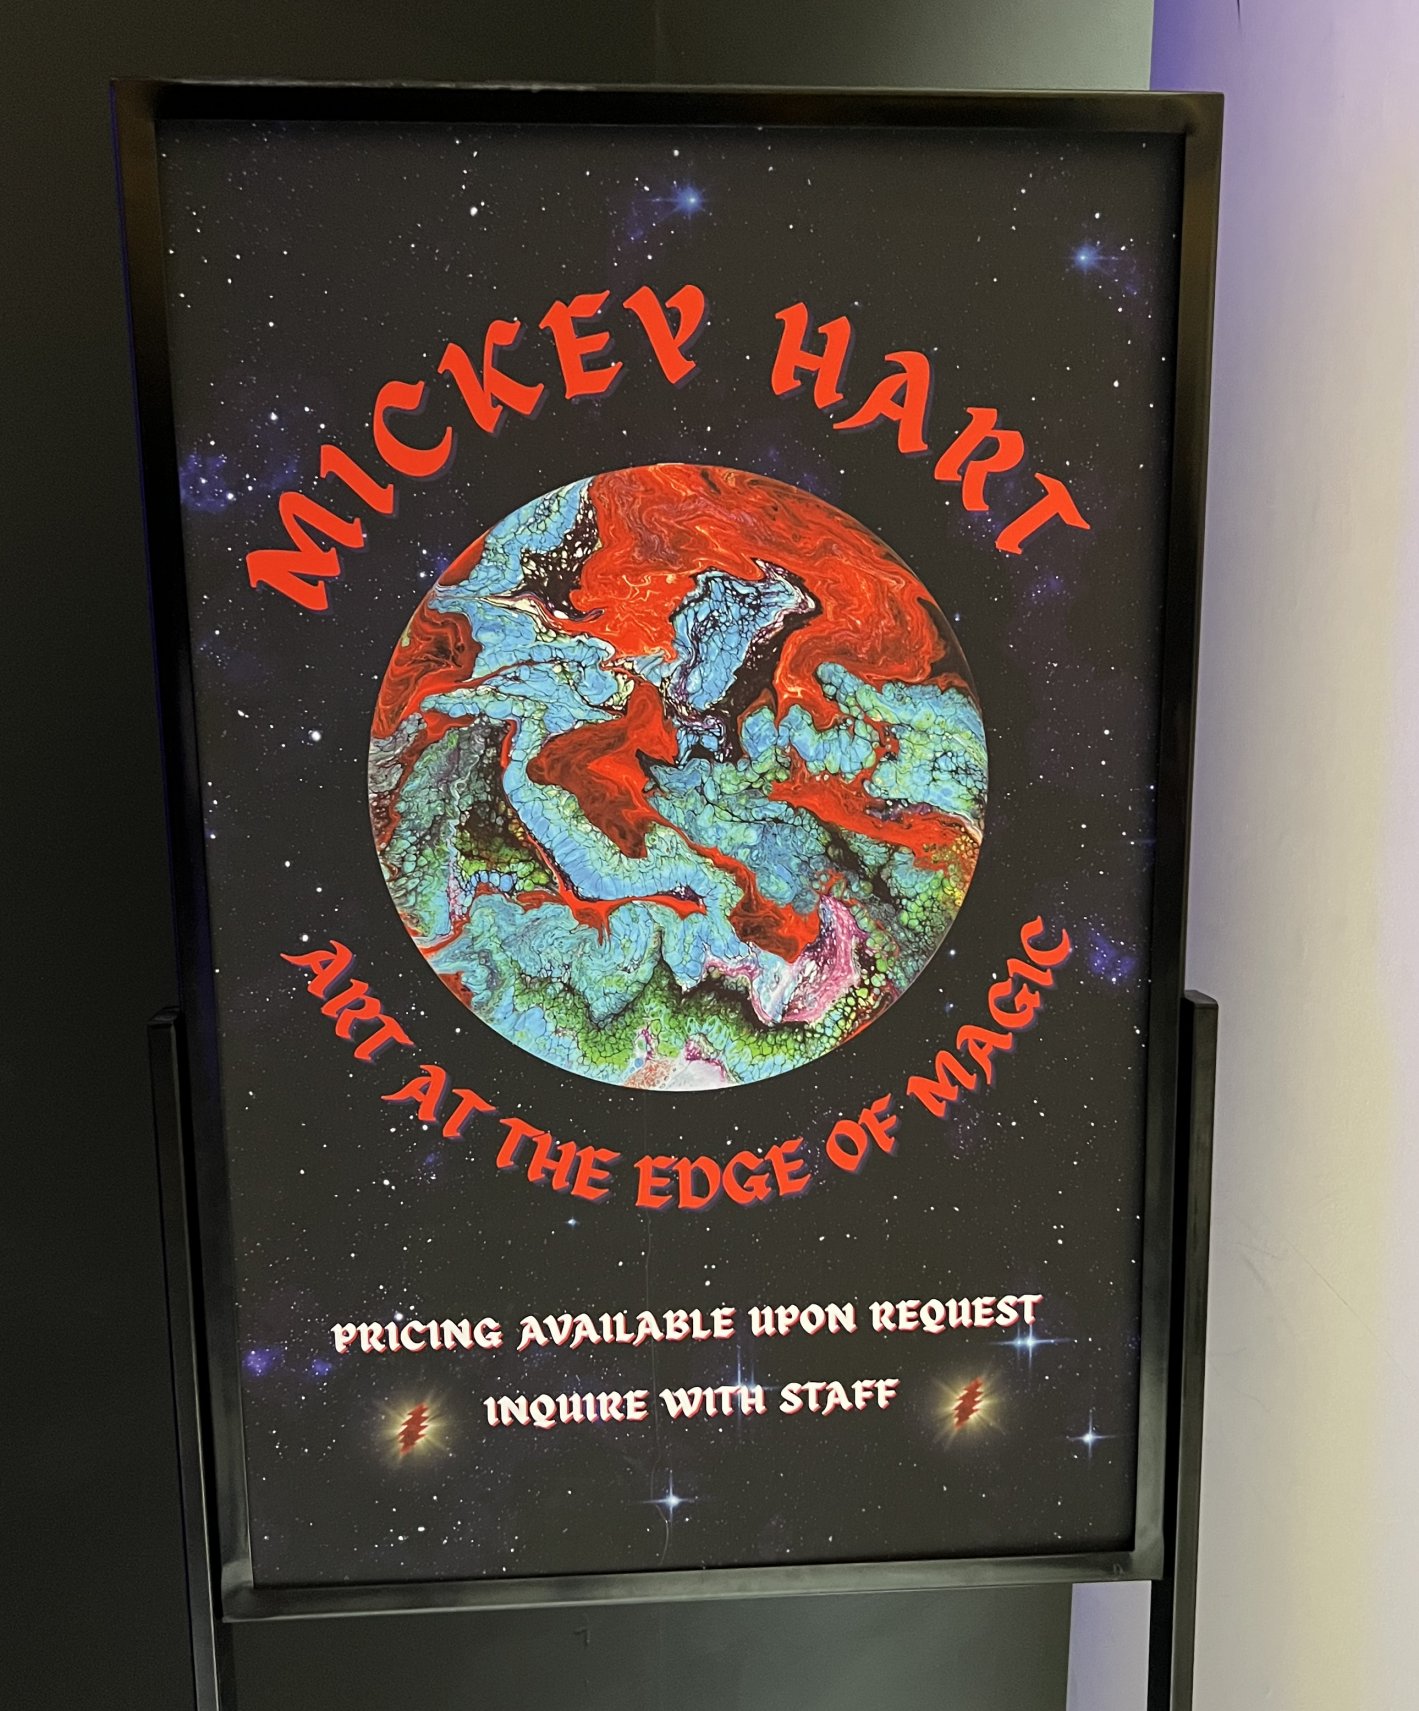 MICKEY HART
ART AT THE EDGE OF MAGIC
PRICING AVAILABLE UPON REQUEST
INQUIRE WITH STAFF